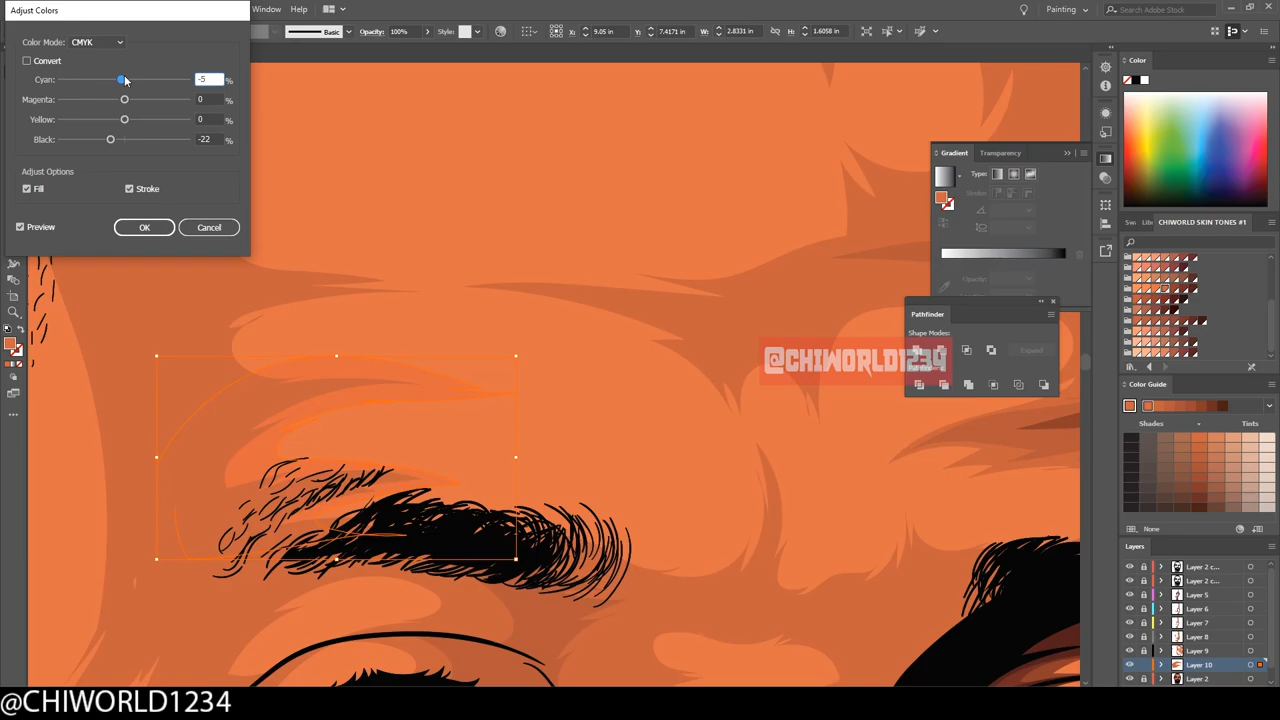 Adjust Colors
Window
Painting
Search Adobe Stock
Basic
Opacity: 100%
Style:
X: 9.05 in
Y: 7.4171 in
W: 2.8331 in
H: 1.6058 in
Color Mode: CMYK
Convert
Cyan: -5 %
Magenta: 0 %
Yellow: 0 %
Black: -22 %
Adjust Options
Fill
Stroke
Preview
OK
Cancel
Color
Gradient
Transparency
Type:
Stroke:
Opacity:
Location:
CHIWORLD SKIN TONES #1
Pathfinder
Shape Modes:
Expand
@CHIWORLD1234
Color Guide
Shades
Tints
None
Layers
Layer 2 c...
Layer 2 c...
Layer 5
Layer 6
Layer 7
Layer 8
Layer 9
Layer 10
Layer 2
@CHIWORLD1234